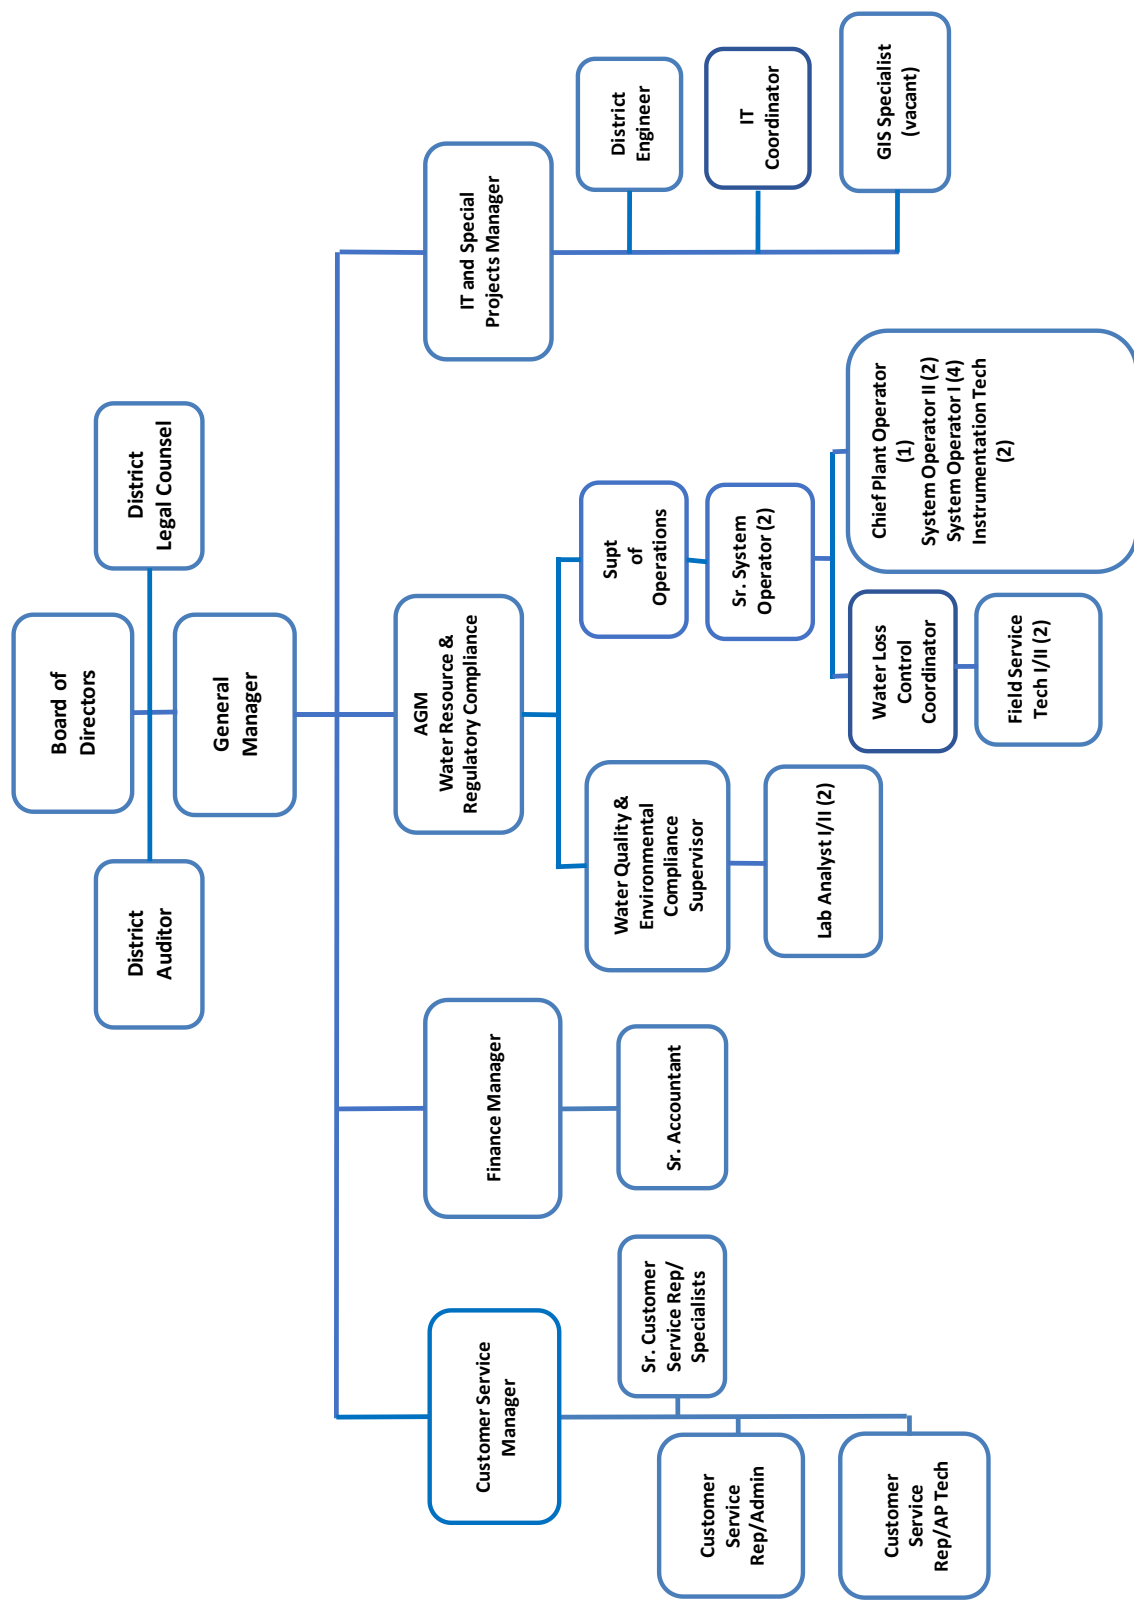 Board of
Directors
District
Auditor
District
Legal Counsel
General
Manager
Customer Service
Manager
Finance Manager
AGM
Water Resource &
Regulatory Compliance
IT and Special
Projects Manager
Sr. Customer
Service Rep/
Specialists
Customer
Service
Rep/Admin
Customer
Service
Rep/AP Tech
Sr. Accountant
Water Quality &
Environmental
Compliance
Supervisor
Lab Analyst I/II (2)
Supt
of
Operations
Sr. System
Operator (2)
Water Loss
Control
Coordinator
Field Service
Tech I/II (2)
Chief Plant Operator
(1)
System Operator II (2)
System Operator I (4)
Instrumentation Tech
(2)
District
Engineer
IT
Coordinator
GIS Specialist
(vacant)